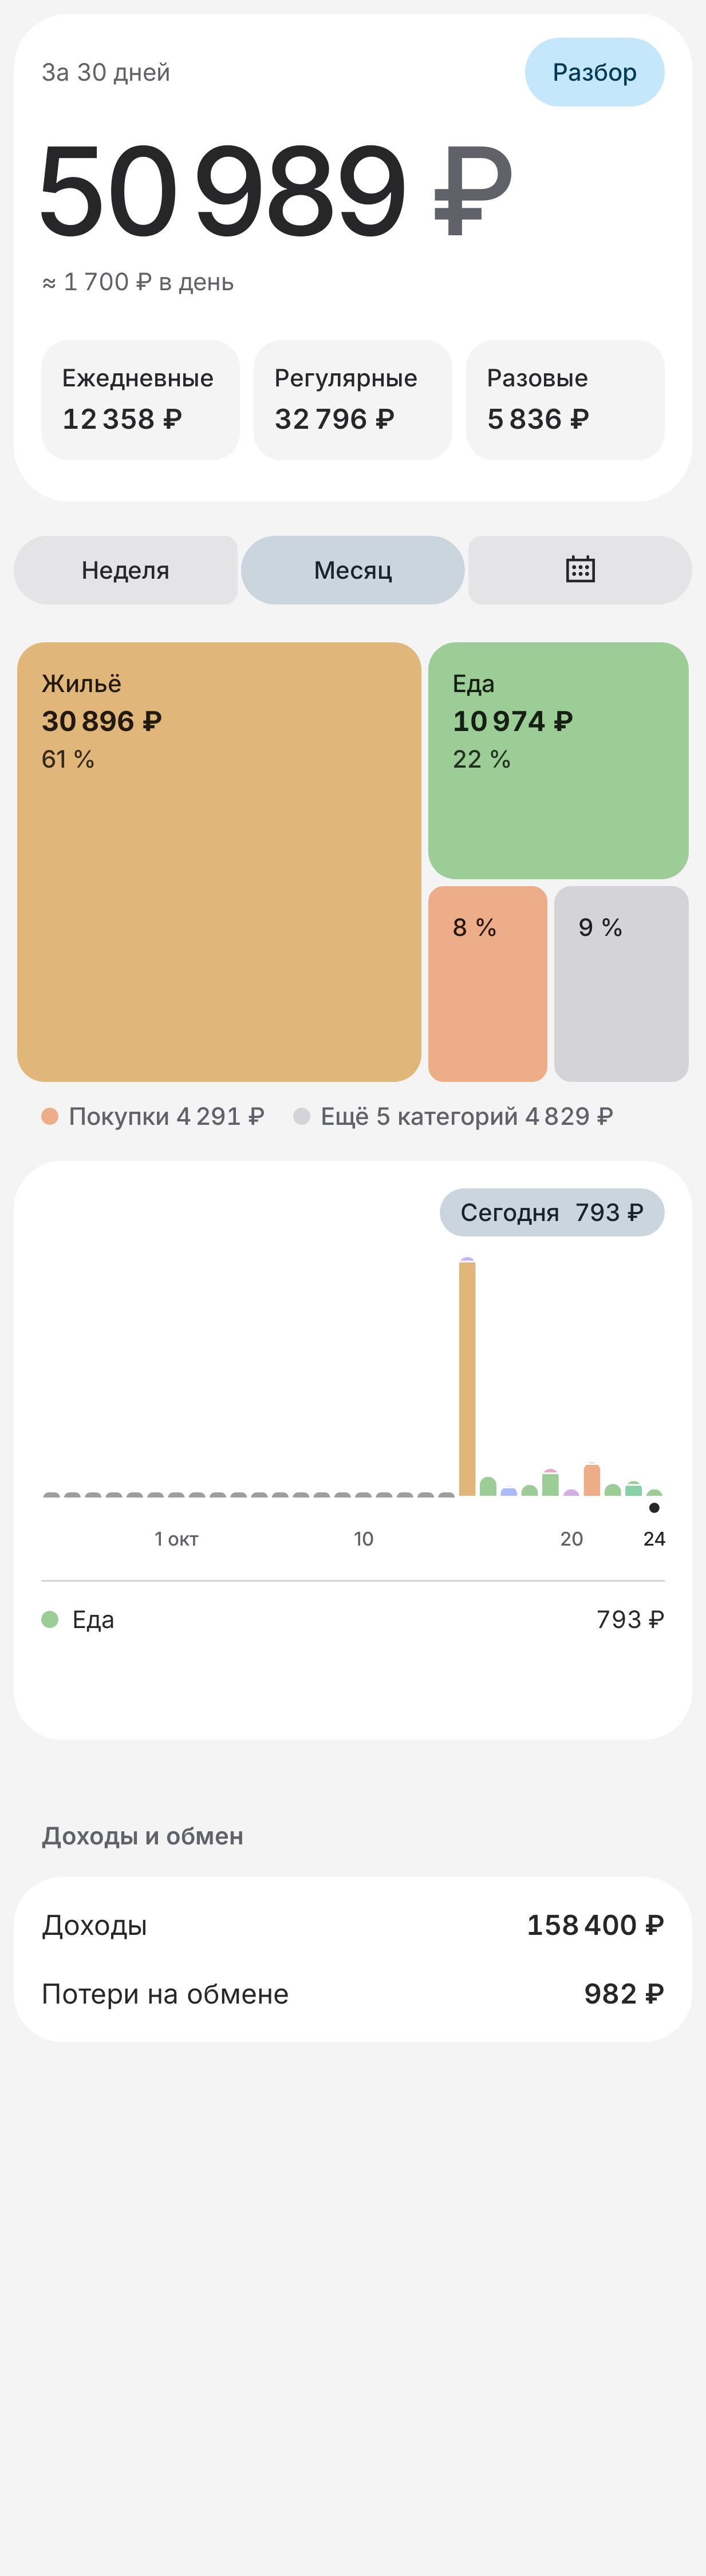 За 30 дней
Разбор
50 989 ₽
≈ 1 700 ₽ в день
Ежедневные
12 358 ₽
Регулярные
32 796 ₽
Разовые
5 836 ₽
Неделя
Месяц
Жильё
30 896 ₽
61 %
Еда
10 974 ₽
22 %
8 %
9 %
Покупки 4 291 ₽
Ещё 5 категорий 4 829 ₽
Сегодня 793 ₽
1 окт
10
20
24
Еда
793 ₽
Доходы и обмен
Доходы
158 400 ₽
Потери на обмене
982 ₽